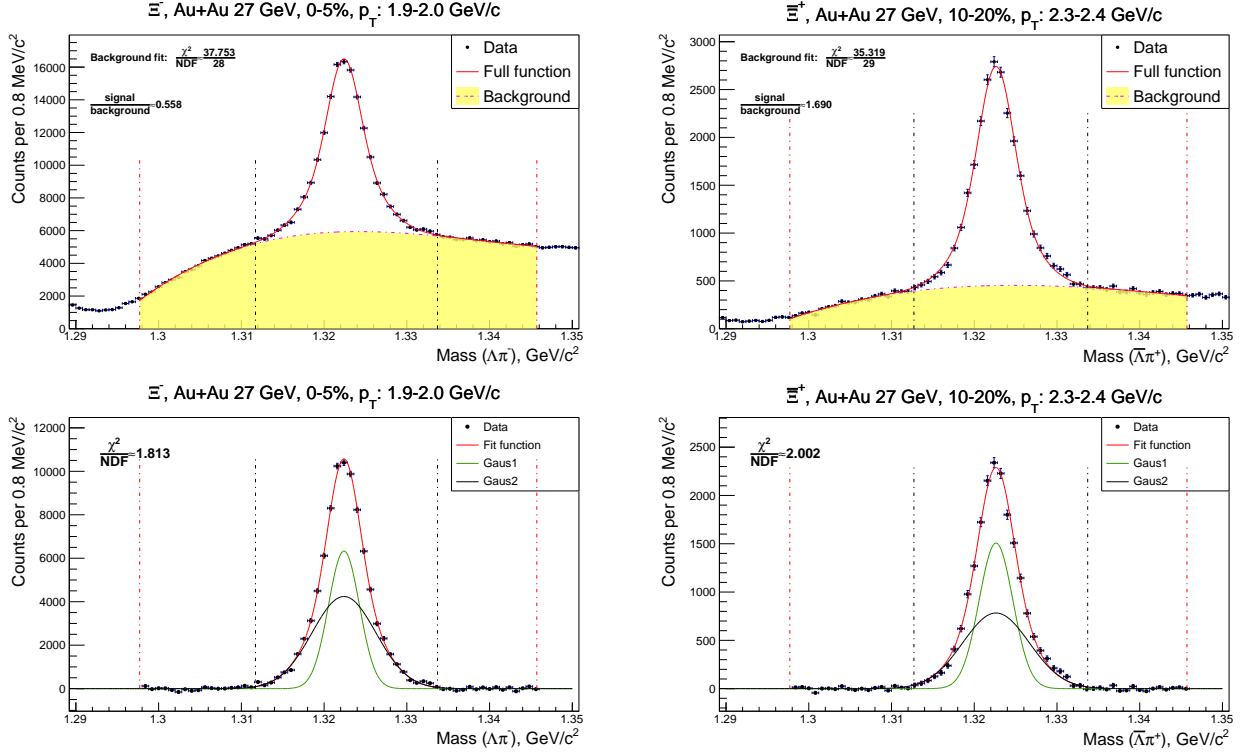 Ξ⁻, Au+Au 27 GeV, 0-5%, p_T: 1.9-2.0 GeV/c
Counts per 0.8 MeV/c²
16000
14000
12000
10000
8000
6000
4000
2000
0
Background fit: χ²/NDF=37.753/28
signal/background≈0.558
Data
Full function
Background
1.29 1.3 1.31 1.32 1.33 1.34 1.35
Mass (Λπ⁻), GeV/c²
Ξ̅⁺, Au+Au 27 GeV, 10-20%, p_T: 2.3-2.4 GeV/c
Counts per 0.8 MeV/c²
3000
2500
2000
1500
1000
500
0
Background fit: χ²/NDF=35.319/29
signal/background≈1.690
Data
Full function
Background
1.29 1.3 1.31 1.32 1.33 1.34 1.35
Mass (Λ̅π⁺), GeV/c²
Ξ⁻, Au+Au 27 GeV, 0-5%, p_T: 1.9-2.0 GeV/c
Counts per 0.8 MeV/c²
12000
10000
8000
6000
4000
2000
0
χ²/NDF≈1.813
Data
Fit function
Gaus1
Gaus2
1.29 1.3 1.31 1.32 1.33 1.34 1.35
Mass (Λπ⁻), GeV/c²
Ξ̅⁺, Au+Au 27 GeV, 10-20%, p_T: 2.3-2.4 GeV/c
Counts per 0.8 MeV/c²
2500
2000
1500
1000
500
0
χ²/NDF≈2.002
Data
Fit function
Gaus1
Gaus2
1.29 1.3 1.31 1.32 1.33 1.34 1.35
Mass (Λ̅π⁺), GeV/c²